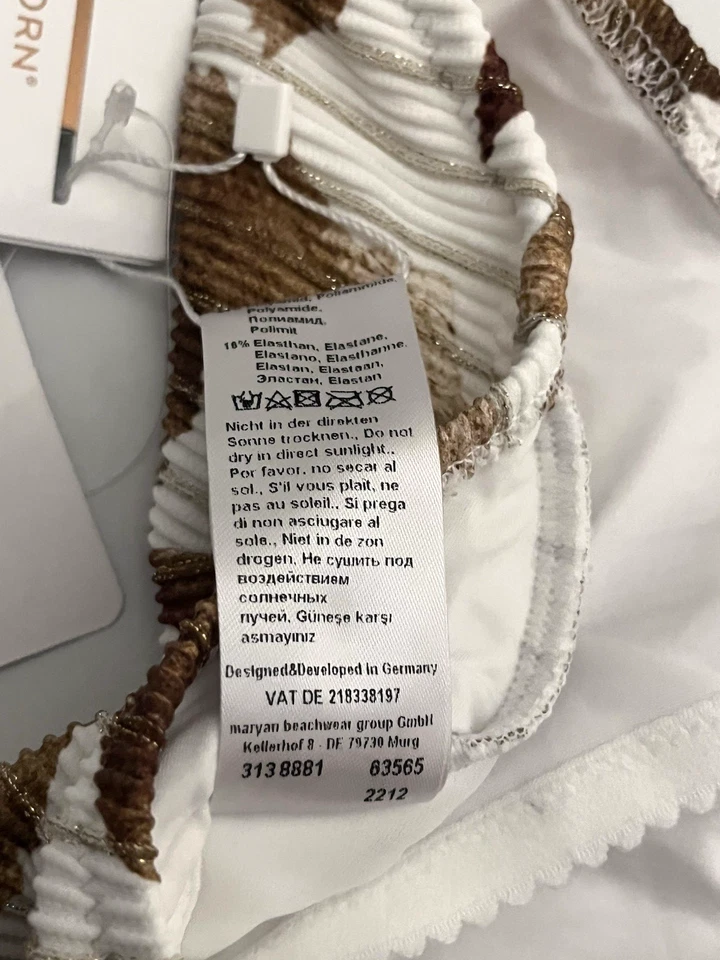 ORN®
Poliammide,
Polyamide,
Полиамид,
Polimit
16% Elasthan, Elastane,
Elastano, Elasthanne,
Elastan, Elastaan,
Эластан, Elastan
Nicht in der direkten
Sonne trocknen., Do not
dry in direct sunlight..
Por favor. no secar al
sol., S'il vous plait, ne
pas au soleil., Si prega
di non asciugare al
sole., Niet in de zon
drogen, Не сушить под
воздействием
солнечных
лучей, Güneşe karşı
asmayınız
Designed&Developed in Germany
VAT DE 218338197
maryan beachwear group GmbH
Kellerhof 8 - DE 79730 Murg
3138881 63565
2212